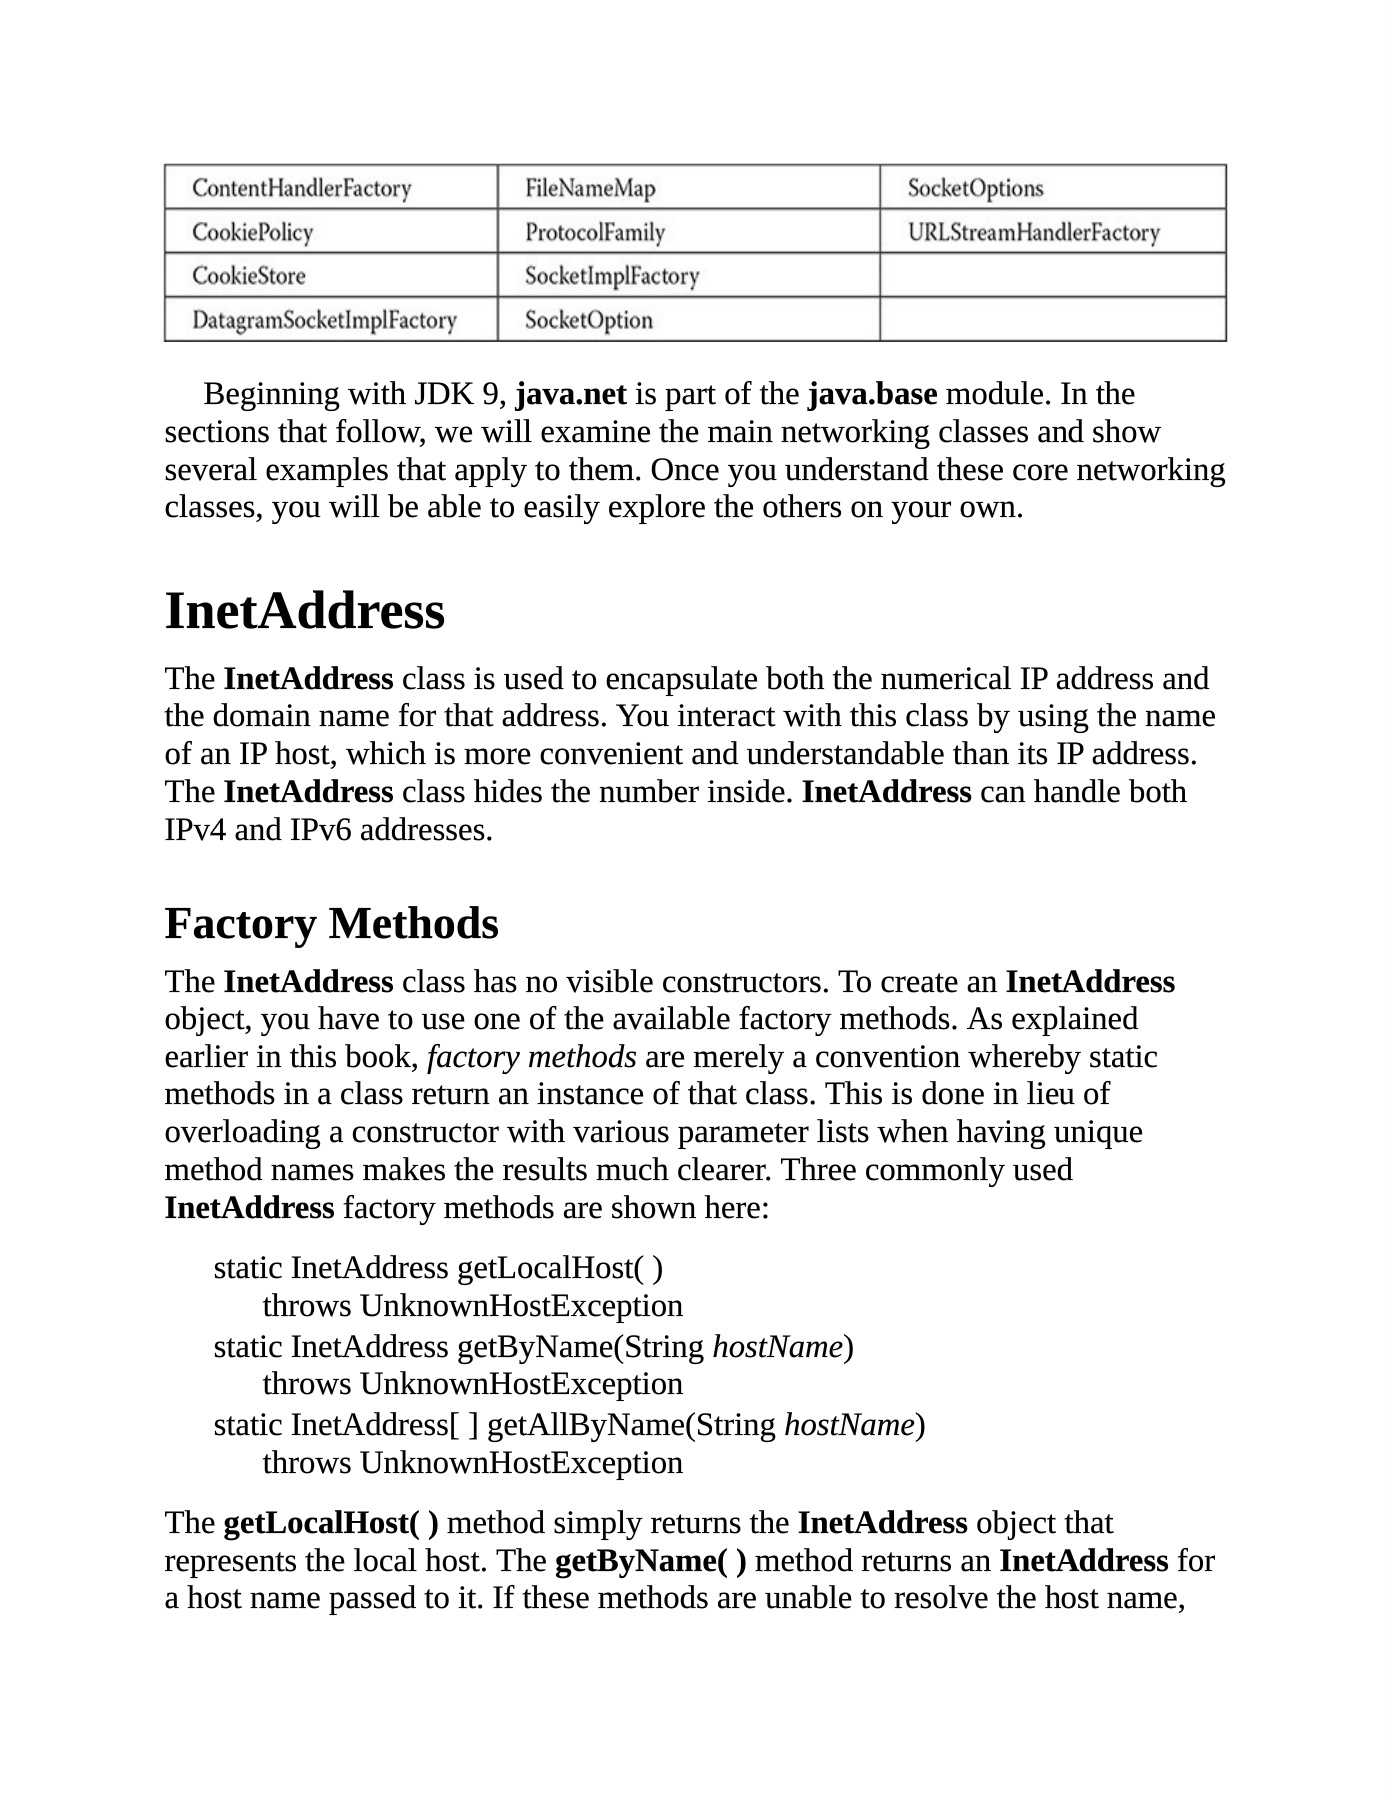 ContentHandlerFactory FileNameMap SocketOptions
CookiePolicy ProtocolFamily URLStreamHandlerFactory
CookieStore SocketImplFactory
DatagramSocketImplFactory SocketOption
Beginning with JDK 9, java.net is part of the java.base module. In the
sections that follow, we will examine the main networking classes and show
several examples that apply to them. Once you understand these core networking
classes, you will be able to easily explore the others on your own.
InetAddress
The InetAddress class is used to encapsulate both the numerical IP address and
the domain name for that address. You interact with this class by using the name
of an IP host, which is more convenient and understandable than its IP address.
The InetAddress class hides the number inside. InetAddress can handle both
IPv4 and IPv6 addresses.
Factory Methods
The InetAddress class has no visible constructors. To create an InetAddress
object, you have to use one of the available factory methods. As explained
earlier in this book, factory methods are merely a convention whereby static
methods in a class return an instance of that class. This is done in lieu of
overloading a constructor with various parameter lists when having unique
method names makes the results much clearer. Three commonly used
InetAddress factory methods are shown here:
static InetAddress getLocalHost( )
throws UnknownHostException
static InetAddress getByName(String hostName)
throws UnknownHostException
static InetAddress[ ] getAllByName(String hostName)
throws UnknownHostException
The getLocalHost( ) method simply returns the InetAddress object that
represents the local host. The getByName( ) method returns an InetAddress for
a host name passed to it. If these methods are unable to resolve the host name,